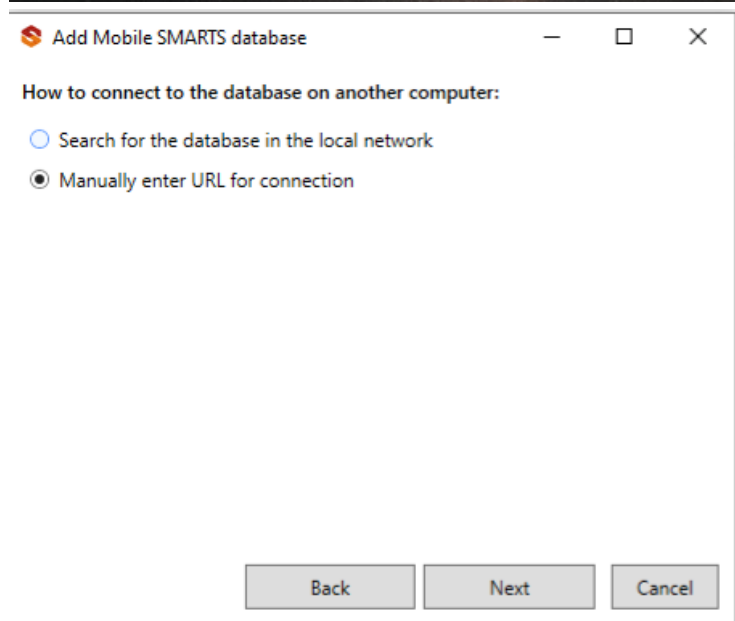 Add Mobile SMARTS database
How to connect to the database on another computer:
Search for the database in the local network
Manually enter URL for connection
Back Next Cancel